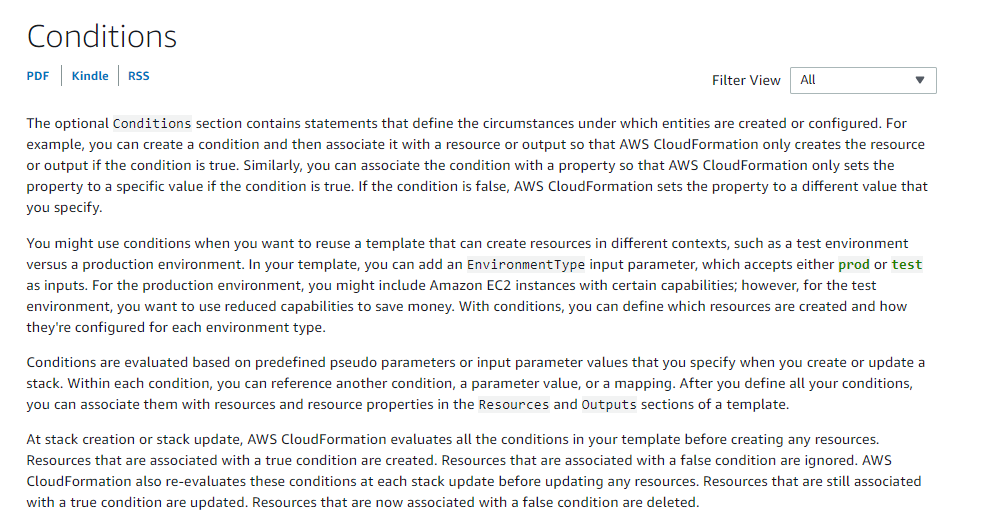 Conditions
PDF | Kindle | RSS
Filter View All
The optional Conditions section contains statements that define the circumstances under which entities are created or configured. For
example, you can create a condition and then associate it with a resource or output so that AWS CloudFormation only creates the resource
or output if the condition is true. Similarly, you can associate the condition with a property so that AWS CloudFormation only sets the
property to a specific value if the condition is true. If the condition is false, AWS CloudFormation sets the property to a different value that
you specify.
You might use conditions when you want to reuse a template that can create resources in different contexts, such as a test environment
versus a production environment. In your template, you can add an EnvironmentType input parameter, which accepts either prod or test
as inputs. For the production environment, you might include Amazon EC2 instances with certain capabilities; however, for the test
environment, you want to use reduced capabilities to save money. With conditions, you can define which resources are created and how
they're configured for each environment type.
Conditions are evaluated based on predefined pseudo parameters or input parameter values that you specify when you create or update a
stack. Within each condition, you can reference another condition, a parameter value, or a mapping. After you define all your conditions,
you can associate them with resources and resource properties in the Resources and Outputs sections of a template.
At stack creation or stack update, AWS CloudFormation evaluates all the conditions in your template before creating any resources.
Resources that are associated with a true condition are created. Resources that are associated with a false condition are ignored. AWS
CloudFormation also re-evaluates these conditions at each stack update before updating any resources. Resources that are still associated
with a true condition are updated. Resources that are now associated with a false condition are deleted.